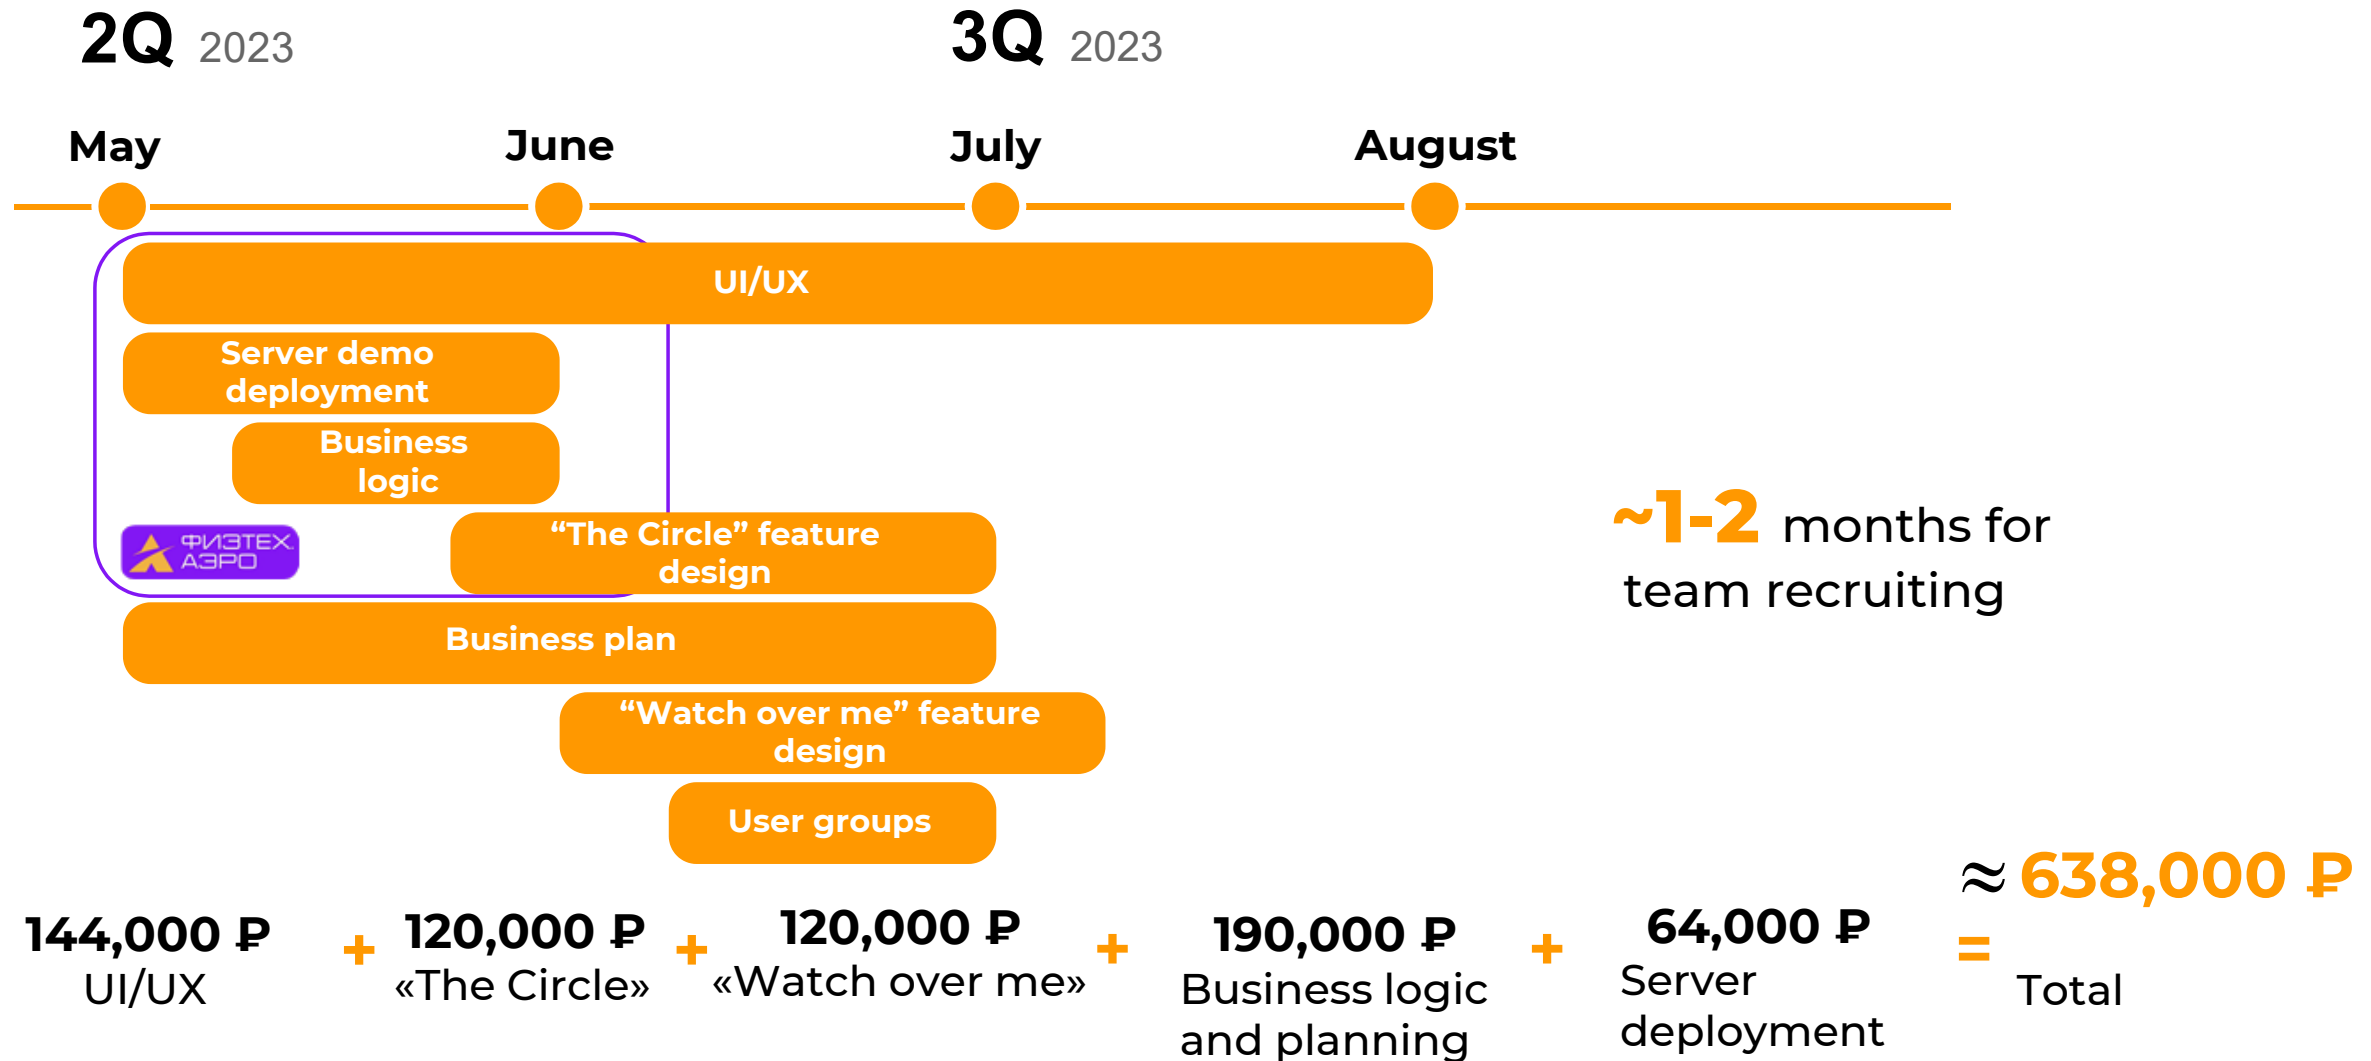 2Q 2023
3Q 2023
May
June
July
August
UI/UX
Server demo
deployment
Business
logic
ФИЗТЕХ.
АЭРО
“The Circle” feature
design
Business plan
“Watch over me” feature
design
User groups
~1-2 months for
team recruiting
144,000 ₽
UI/UX
+
120,000 ₽
«The Circle»
+
120,000 ₽
«Watch over me»
+
190,000 ₽
Business logic
and planning
+
64,000 ₽
Server
deployment
=
≈ 638,000 ₽
Total